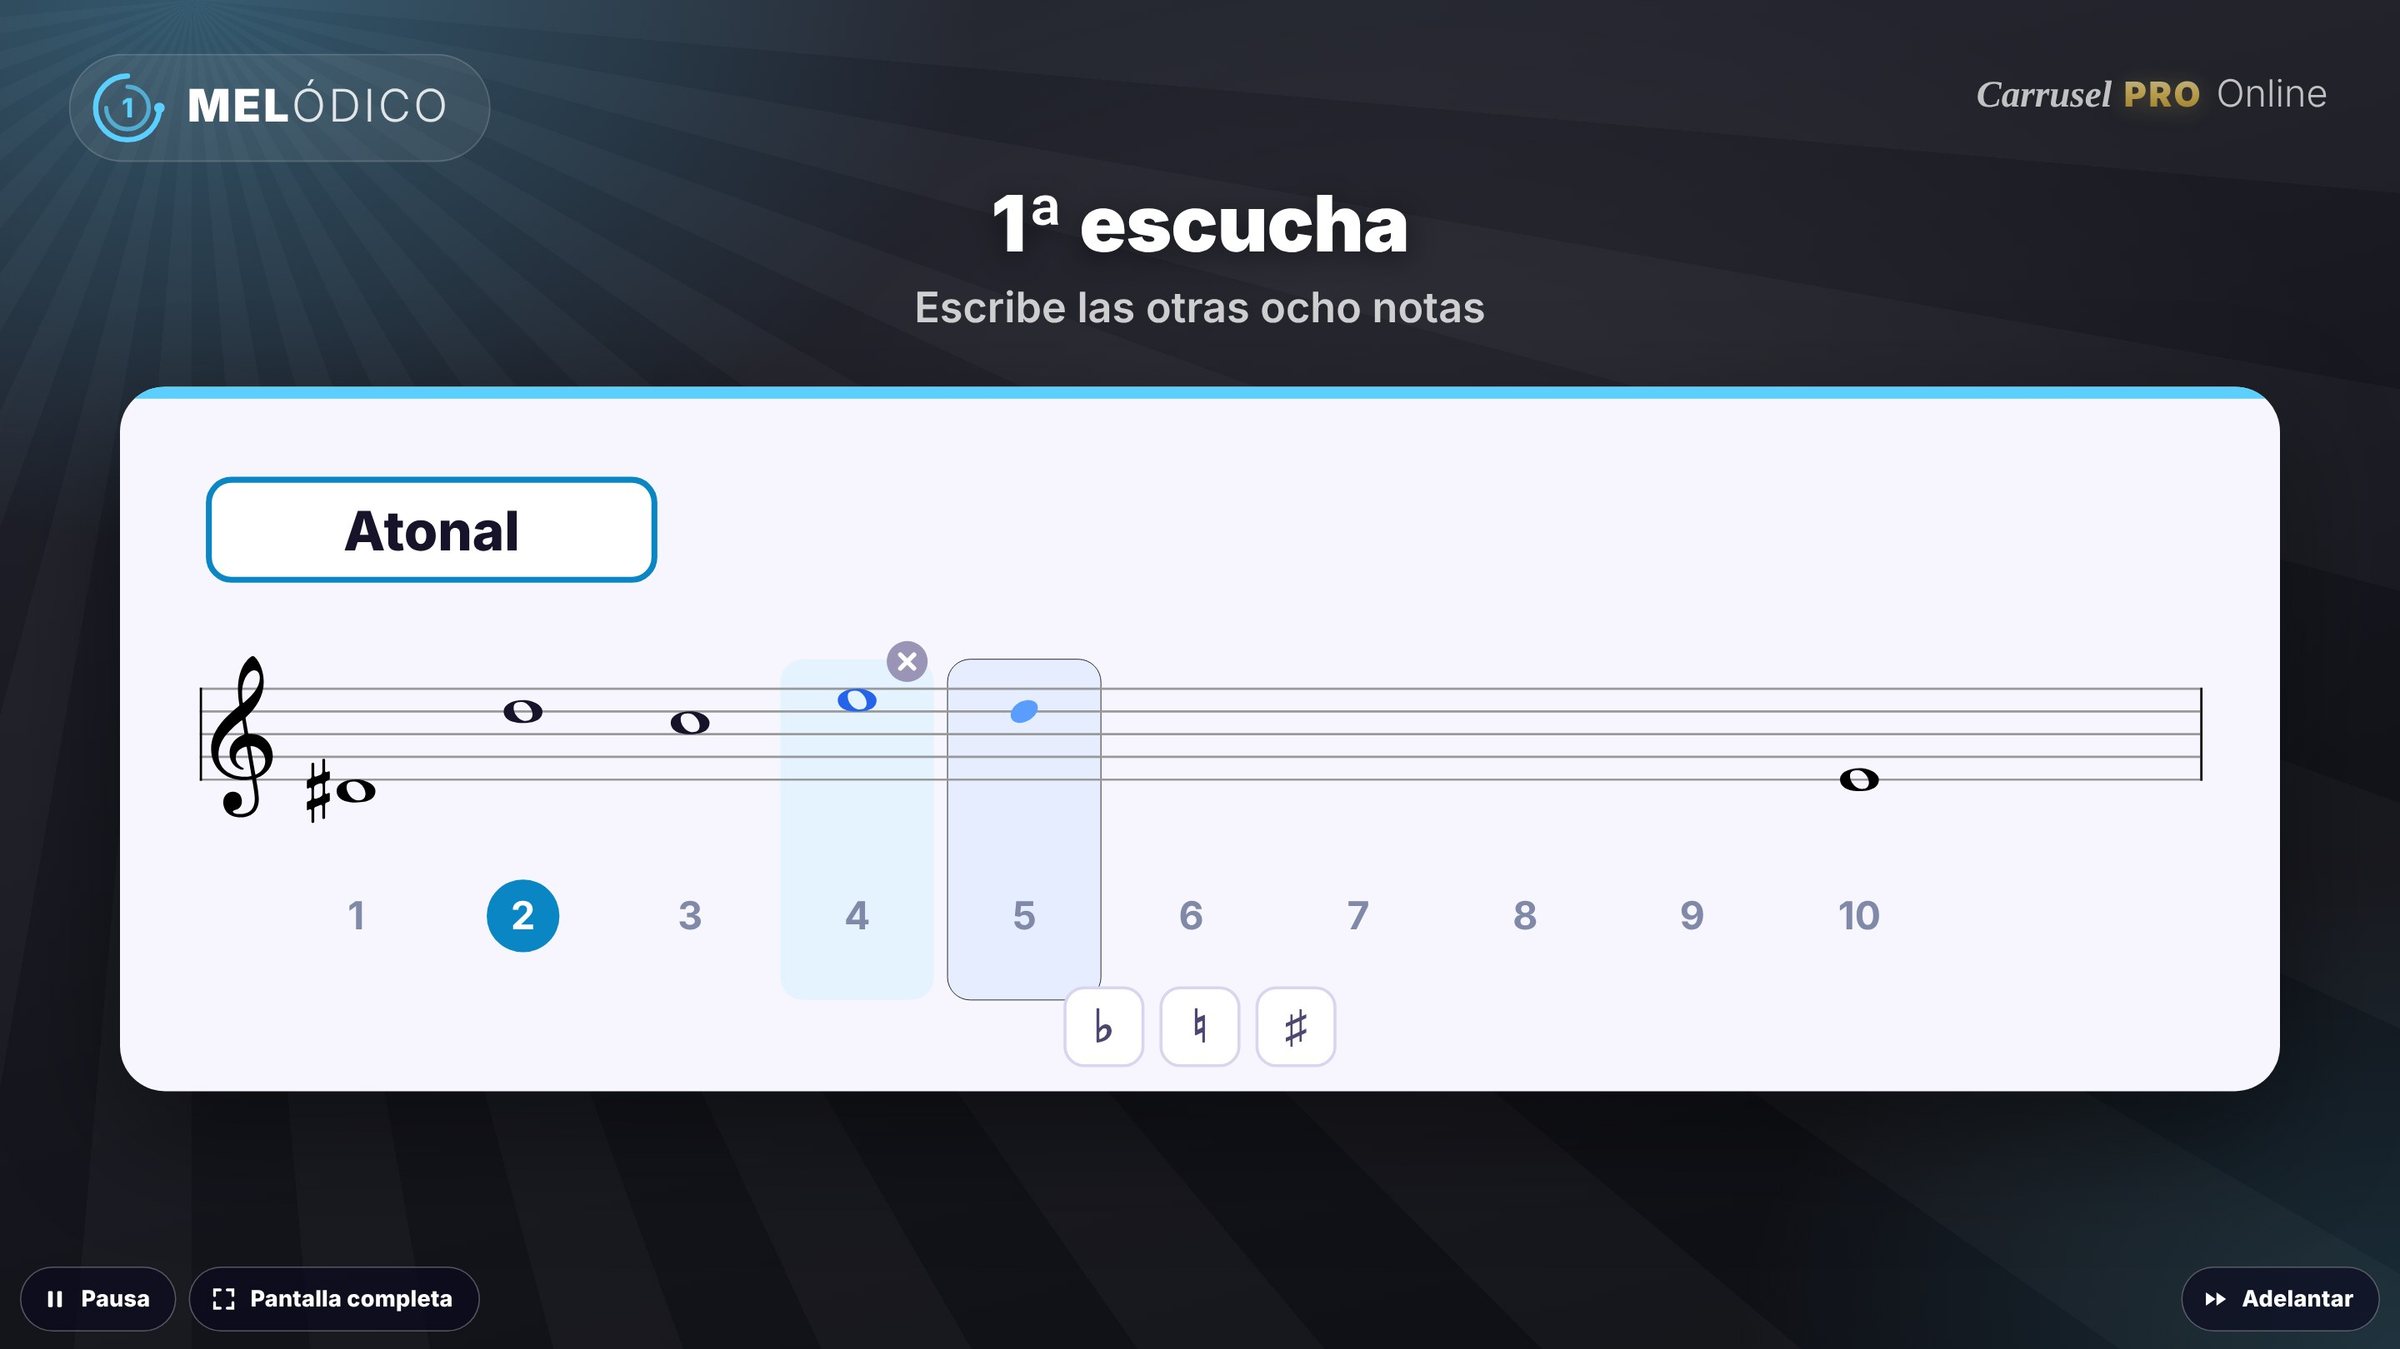 1 MELÓDICO
Carrusel PRO Online
1ª escucha
Escribe las otras ocho notas
Atonal
1 2 3 4 5 6 7 8 9 10
♭ ♮ ♯
Pausa
Pantalla completa
Adelantar